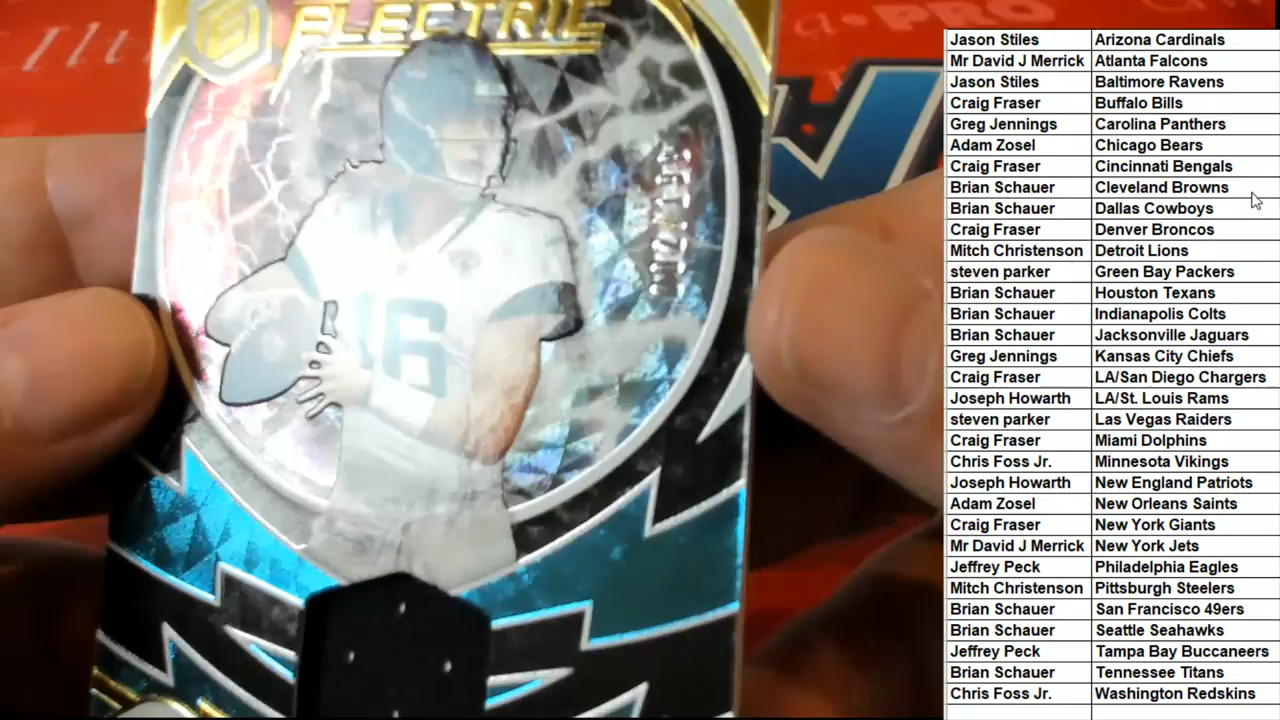 ELECTRIC
PRO
16
Jason Stiles Arizona Cardinals
Mr David J Merrick Atlanta Falcons
Jason Stiles Baltimore Ravens
Craig Fraser Buffalo Bills
Greg Jennings Carolina Panthers
Adam Zosel Chicago Bears
Craig Fraser Cincinnati Bengals
Brian Schauer Cleveland Browns
Brian Schauer Dallas Cowboys
Craig Fraser Denver Broncos
Mitch Christenson Detroit Lions
steven parker Green Bay Packers
Brian Schauer Houston Texans
Brian Schauer Indianapolis Colts
Brian Schauer Jacksonville Jaguars
Greg Jennings Kansas City Chiefs
Craig Fraser LA/San Diego Chargers
Joseph Howarth LA/St. Louis Rams
steven parker Las Vegas Raiders
Craig Fraser Miami Dolphins
Chris Foss Jr. Minnesota Vikings
Joseph Howarth New England Patriots
Adam Zosel New Orleans Saints
Craig Fraser New York Giants
Mr David J Merrick New York Jets
Jeffrey Peck Philadelphia Eagles
Mitch Christenson Pittsburgh Steelers
Brian Schauer San Francisco 49ers
Brian Schauer Seattle Seahawks
Jeffrey Peck Tampa Bay Buccaneers
Brian Schauer Tennessee Titans
Chris Foss Jr. Washington Redskins